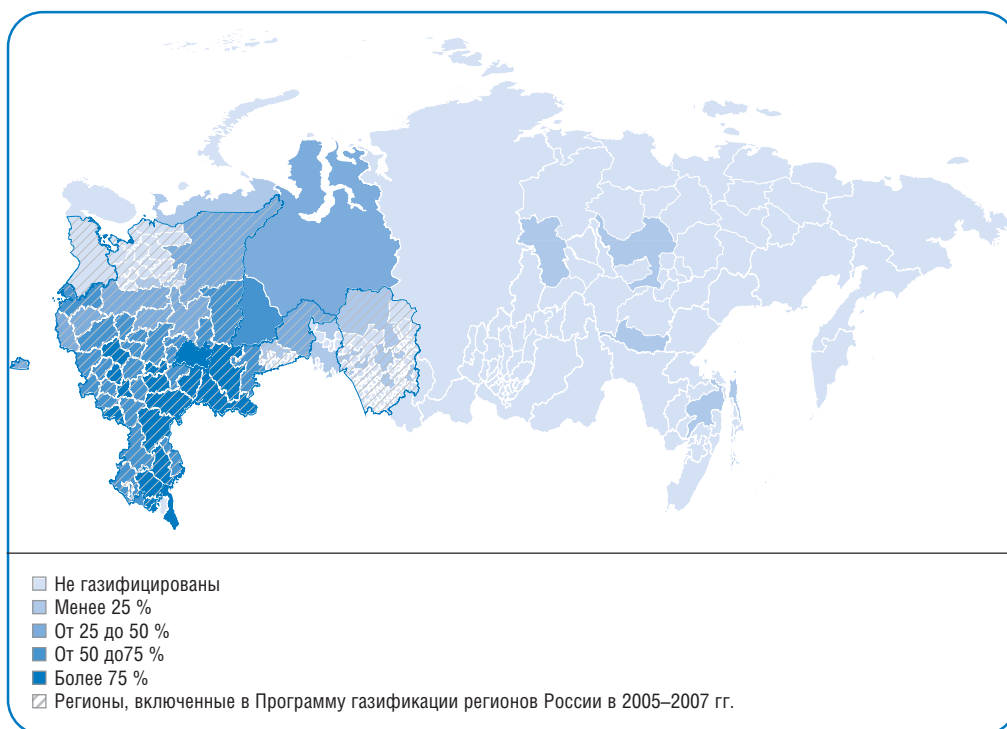 Не газифицированы
Менее 25 %
От 25 до 50 %
От 50 до75 %
Более 75 %
Регионы, включенные в Программу газификации регионов России в 2005–2007 гг.